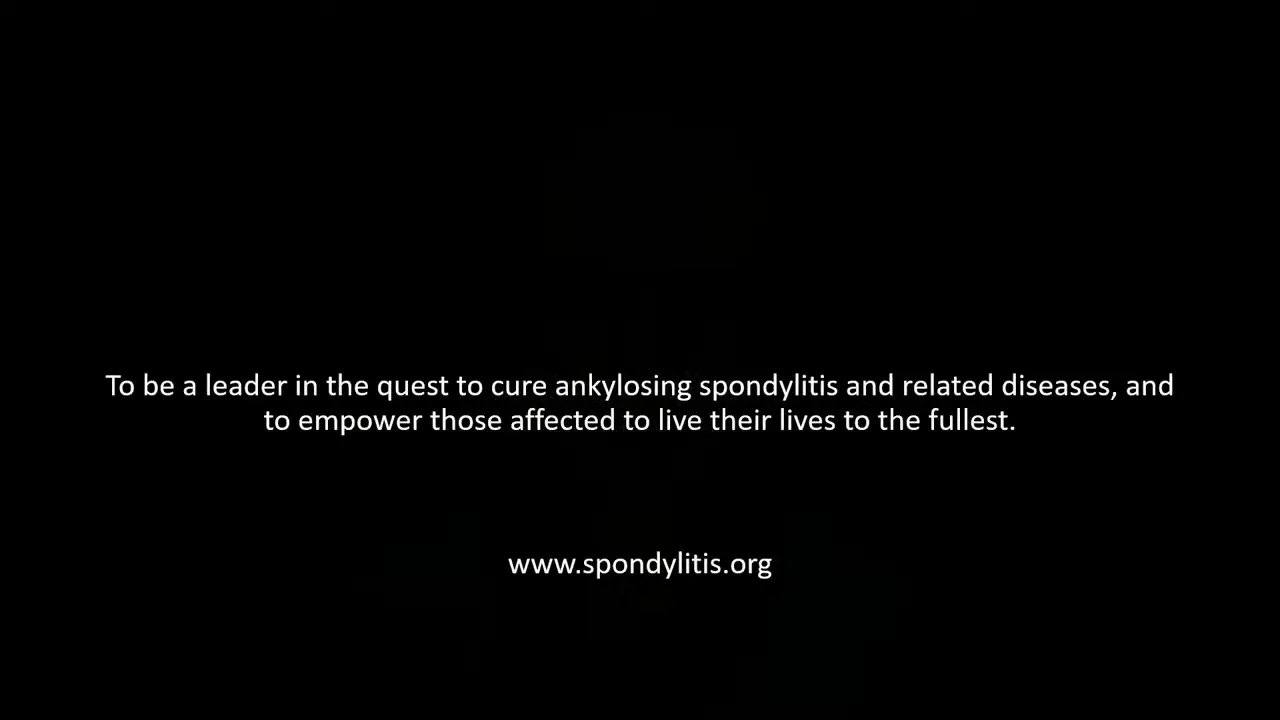 To be a leader in the quest to cure ankylosing spondylitis and related diseases, and
to empower those affected to live their lives to the fullest.
www.spondylitis.org